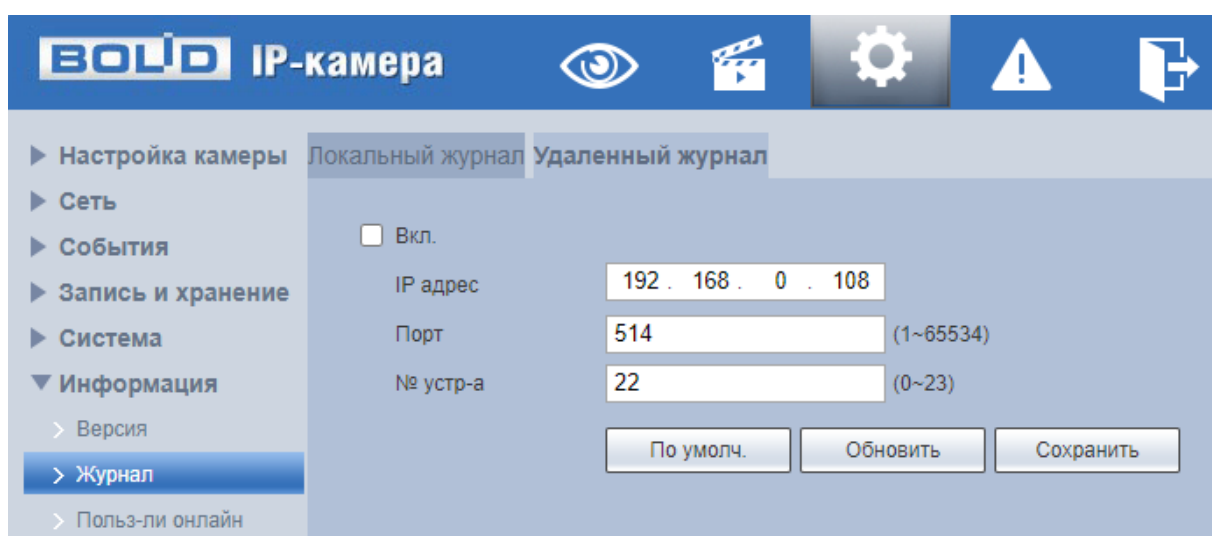 BOLID IP-камера
Настройка камеры
Сеть
События
Запись и хранение
Система
Информация
Версия
Журнал
Польз-ли онлайн
Локальный журнал Удаленный журнал
Вкл.
IP адрес 192 . 168 . 0 . 108
Порт 514 (1~65534)
№ устр-а 22 (0~23)
По умолч. Обновить Сохранить